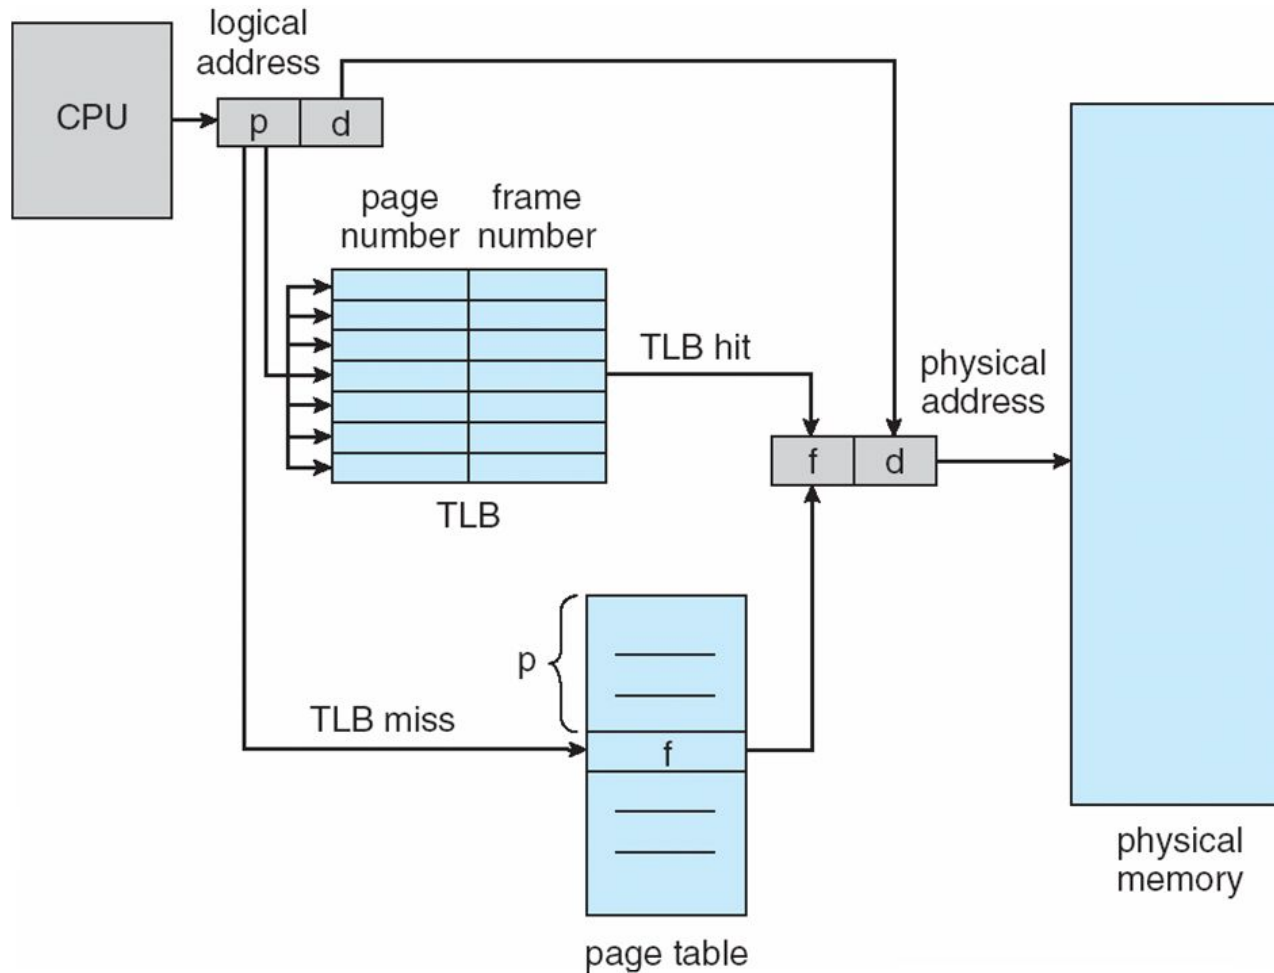 logical
address
CPU
p
d
page
number
frame
number
TLB hit
TLB
physical
address
f
d
p
TLB miss
f
page table
physical
memory